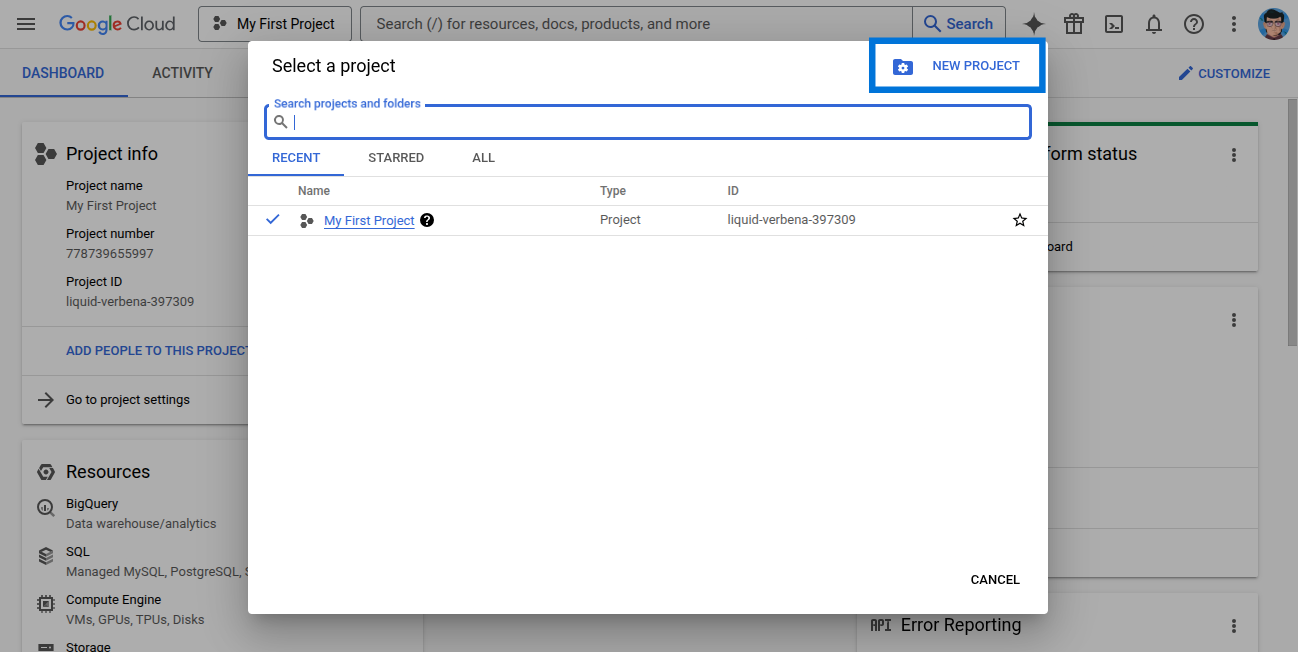 Google Cloud
My First Project
Search (/) for resources, docs, products, and more
Search
DASHBOARD
ACTIVITY
CUSTOMIZE
Select a project
NEW PROJECT
Search projects and folders
RECENT
STARRED
ALL
Name Type ID
My First Project Project liquid-verbena-397309
CANCEL
Project info
Project name
My First Project
Project number
778739655997
Project ID
liquid-verbena-397309
ADD PEOPLE TO THIS PROJECT
Go to project settings
Resources
BigQuery
Data warehouse/analytics
SQL
Managed MySQL, PostgreSQL,
Compute Engine
VMs, GPUs, TPUs, Disks
Storage
form status
oard
API Error Reporting